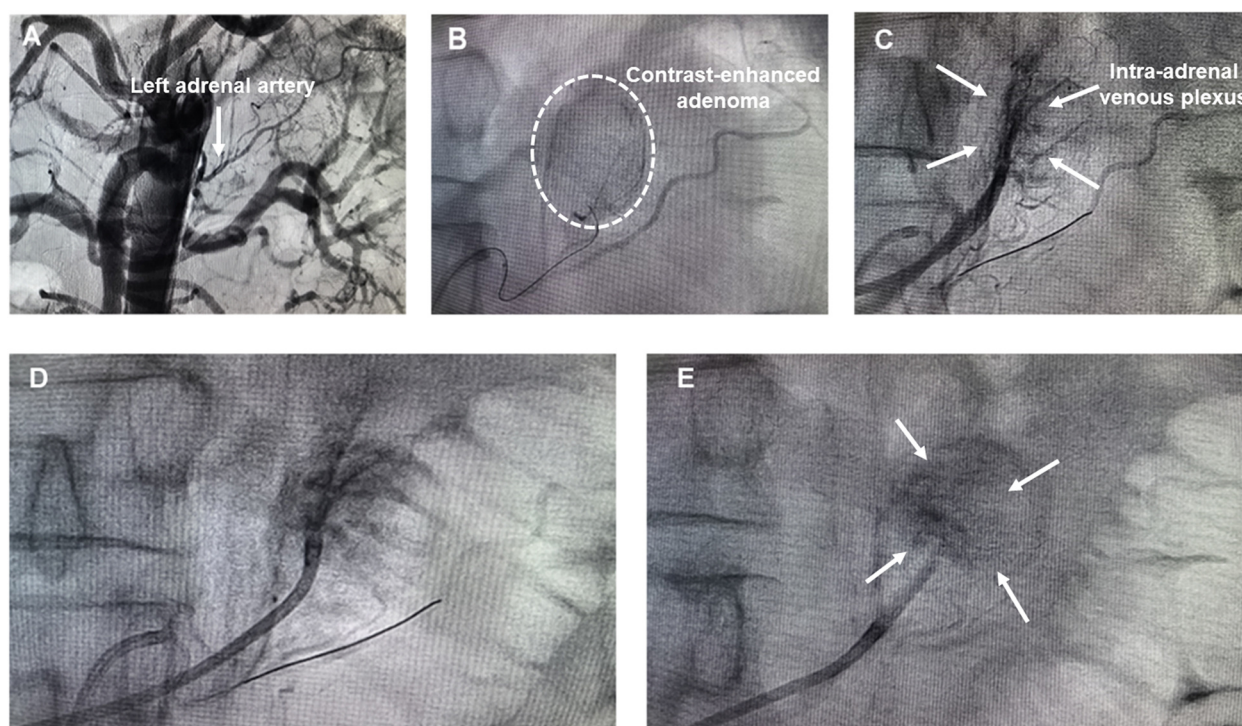 A
Left adrenal artery
B
Contrast-enhanced
adenoma
C
Intra-adrenal
venous plexus
D
E